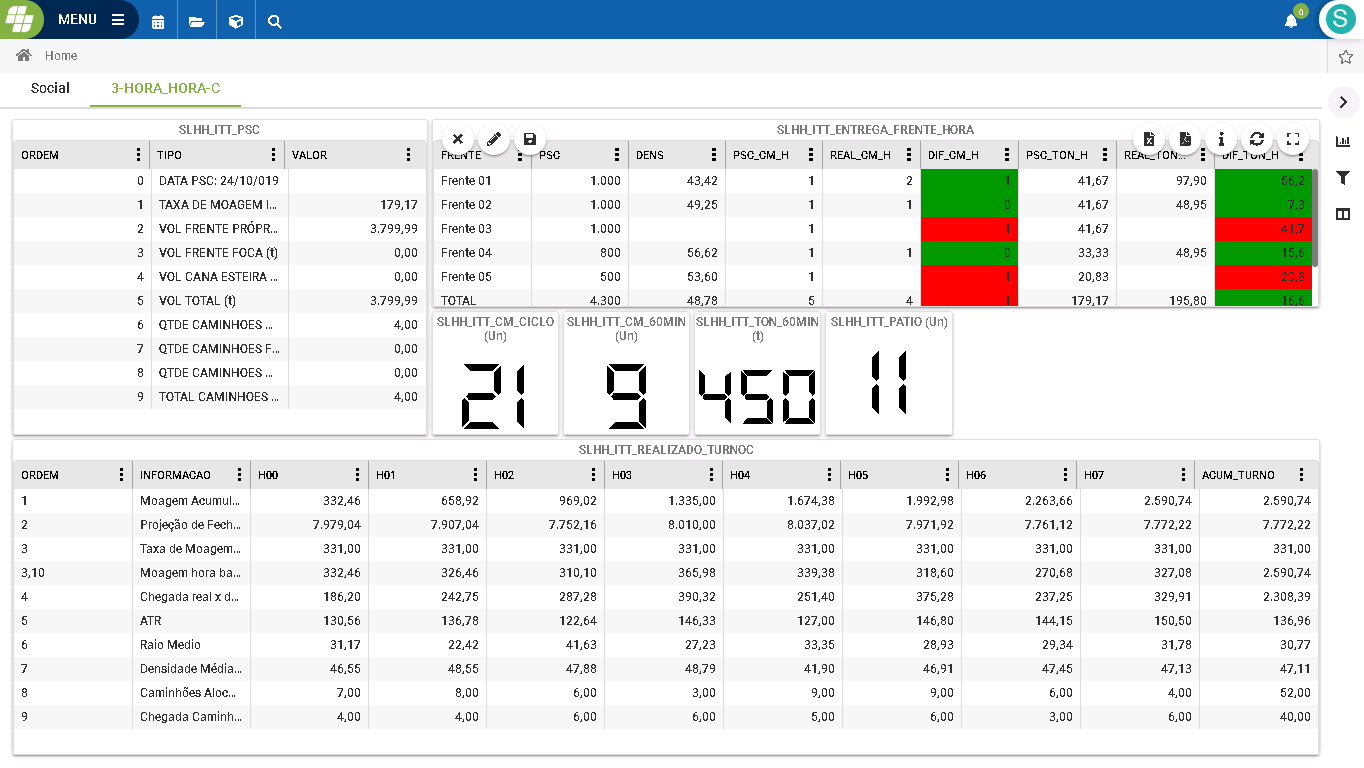 MENU
0
S
Home
Social 3-HORA_HORA-C
SLHH_ITT_PSC
ORDEM TIPO VALOR
0 DATA PSC: 24/10/019
1 TAXA DE MOAGEM I... 179,17
2 VOL FRENTE PRÓPR... 3.799,99
3 VOL FRENTE FOCA (t) 0,00
4 VOL CANA ESTEIRA ... 0,00
5 VOL TOTAL (t) 3.799,99
6 QTDE CAMINHOES ... 4,00
7 QTDE CAMINHOES F... 0,00
8 QTDE CAMINHOES ... 0,00
9 TOTAL CAMINHOES ... 4,00
SLHH_ITT_ENTREGA_FRENTE_HORA
FRENTE PSC DENS PSC_CM_H REAL_CM_H DIF_CM_H PSC_TON_H REAL_TON... DIF_TON_H
Frente 01 1.000 43,42 1 2 1 41,67 97,90 56,2
Frente 02 1.000 49,25 1 1 0 41,67 48,95 7,3
Frente 03 1.000 1 -1 41,67 -41,7
Frente 04 800 56,62 1 1 0 33,33 48,95 15,6
Frente 05 500 53,60 1 -1 20,83 -20,8
TOTAL 4.300 48,78 5 4 -1 179,17 195,80 16,6
SLHH_ITT_CM_CICLO
(Un)
21
SLHH_ITT_CM_60MIN
(Un)
9
SLHH_ITT_TON_60MIN
(t)
450
SLHH_ITT_PATIO (Un)
11
SLHH_ITT_REALIZADO_TURNOC
ORDEM INFORMACAO H00 H01 H02 H03 H04 H05 H06 H07 ACUM_TURNO
1 Moagem Acumul... 332,46 658,92 969,02 1.335,00 1.674,38 1.992,98 2.263,66 2.590,74 2.590,74
2 Projeção de Fech... 7.979,04 7.907,04 7.752,16 8.010,00 8.037,02 7.971,92 7.761,12 7.772,22 7.772,22
3 Taxa de Moagem... 331,00 331,00 331,00 331,00 331,00 331,00 331,00 331,00 331,00
3,10 Moagem hora ba... 332,46 326,46 310,10 365,98 339,38 318,60 270,68 327,08 2.590,74
4 Chegada real x d... 186,20 242,75 287,28 390,32 251,40 375,28 237,25 329,91 2.308,39
5 ATR 130,56 136,78 122,64 146,33 127,00 146,80 144,15 150,50 136,96
6 Raio Medio 31,17 22,42 41,63 27,23 33,35 28,93 29,34 31,78 30,77
7 Densidade Média... 46,55 48,55 47,88 48,79 41,90 46,91 47,45 47,13 47,11
8 Caminhões Aloc... 7,00 8,00 6,00 3,00 9,00 9,00 6,00 4,00 52,00
9 Chegada Caminh... 4,00 4,00 6,00 6,00 5,00 6,00 3,00 6,00 40,00